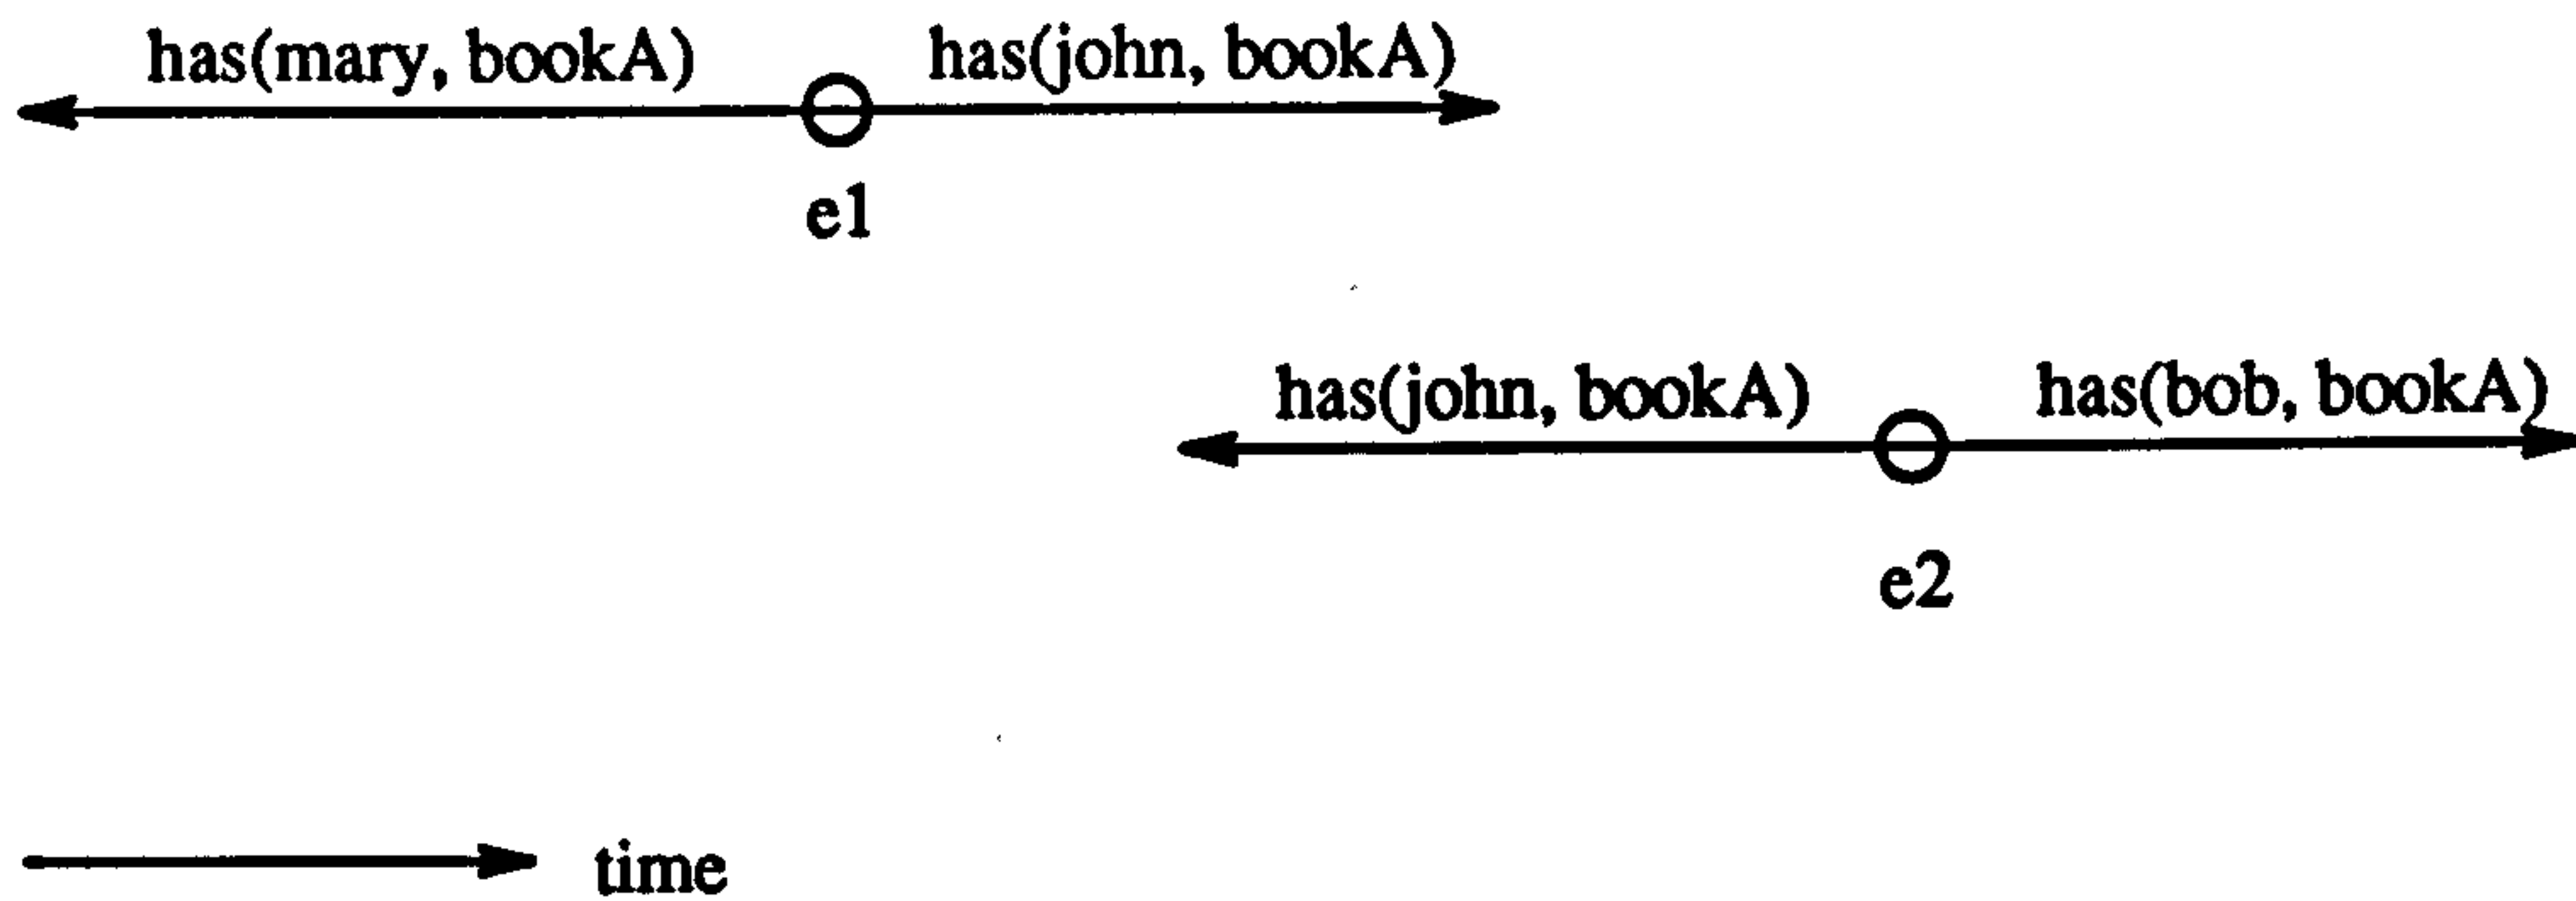 has(mary, bookA) has(john, bookA)
e1
has(john, bookA) has(bob, bookA)
e2
time